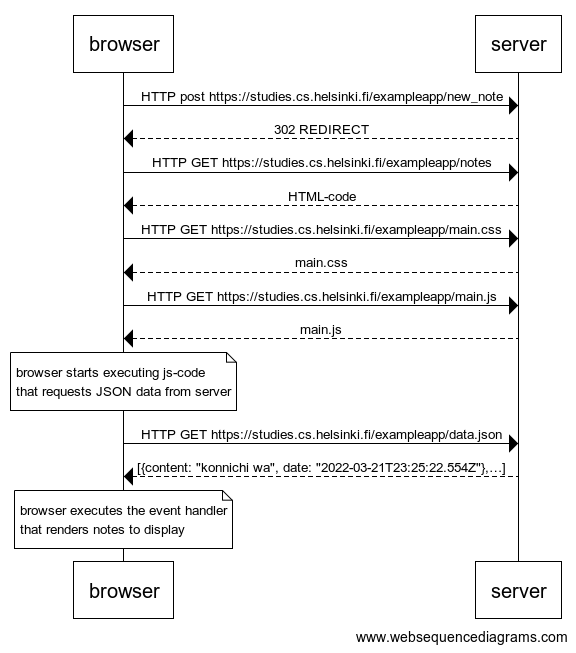 browser
server
HTTP post https://studies.cs.helsinki.fi/exampleapp/new_note
302 REDIRECT
HTTP GET https://studies.cs.helsinki.fi/exampleapp/notes
HTML-code
HTTP GET https://studies.cs.helsinki.fi/exampleapp/main.css
main.css
HTTP GET https://studies.cs.helsinki.fi/exampleapp/main.js
main.js
browser starts executing js-code
that requests JSON data from server
HTTP GET https://studies.cs.helsinki.fi/exampleapp/data.json
[{content: "konnichi wa", date: "2022-03-21T23:25:22.554Z"},...]
browser executes the event handler
that renders notes to display
browser
server
www.websequencediagrams.com